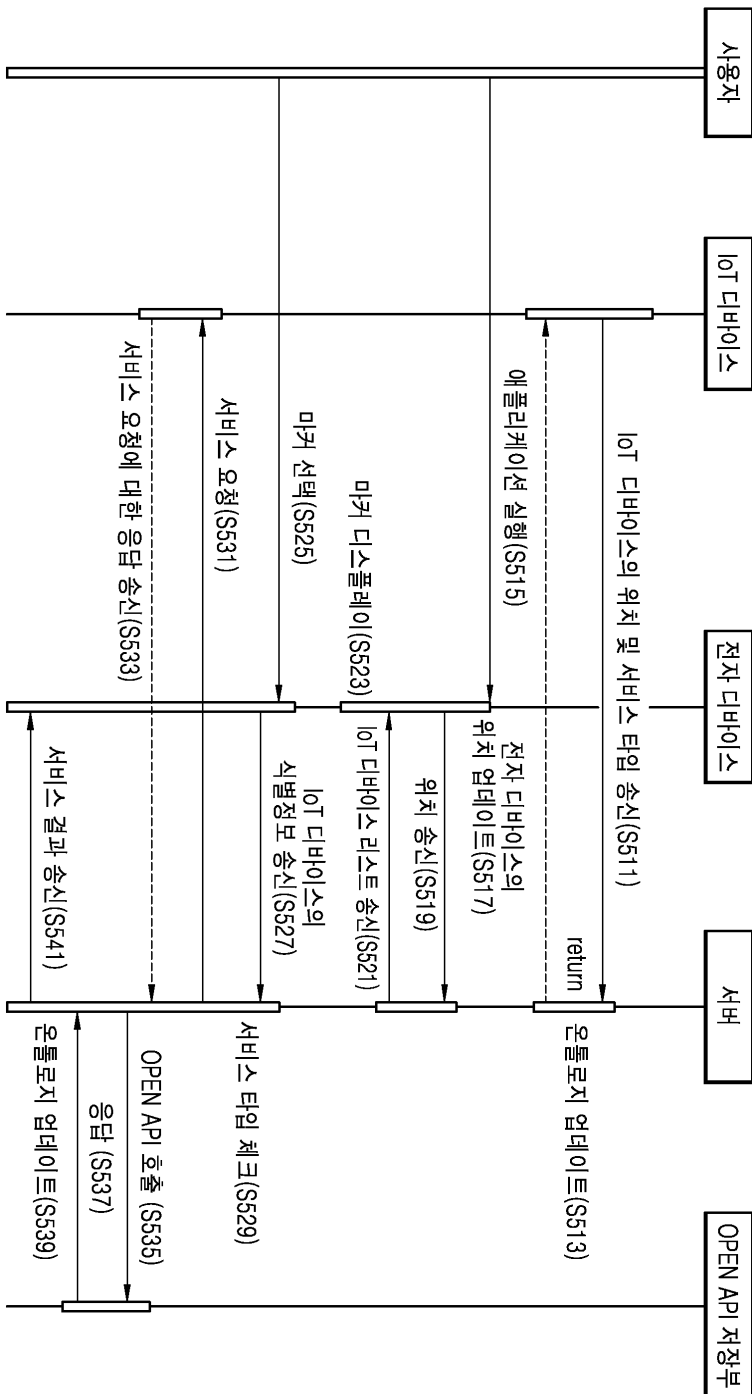 사용자
IoT 디바이스
전자 디바이스
서버
OPEN API 저장부
IoT 디바이스의 위치 및 서비스 타입 송신(S511)
return
온톨로지 업데이트(S513)
애플리케이션 실행(S515)
전자 디바이스의
위치 업데이트(S517)
위치 송신(S519)
IoT 디바이스 리스트 송신(S521)
마커 디스플레이(S523)
마커 선택(S525)
IoT 디바이스의
식별정보 송신(S527)
서비스 타입 체크(S529)
서비스 요청(S531)
서비스 요청에 대한 응답 송신(S533)
OPEN API 호출 (S535)
응답 (S537)
온톨로지 업데이트(S539)
서비스 결과 송신(S541)